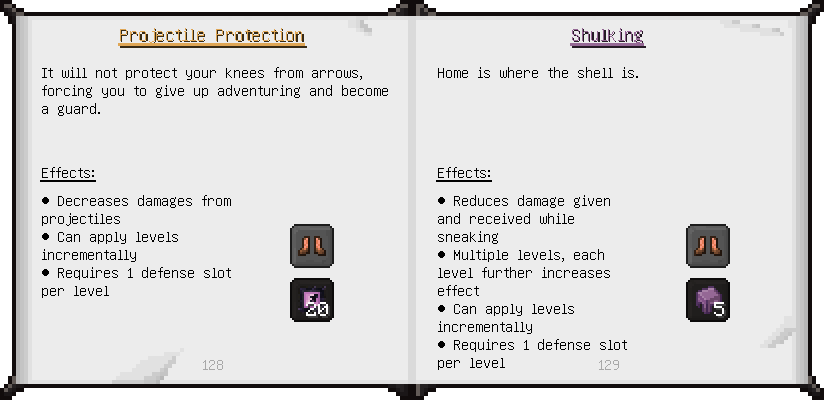 Projectile Protection
It will not protect your knees from arrows,
forcing you to give up adventuring and become
a guard.
Effects:
• Decreases damages from
projectiles
• Can apply levels
incrementally
• Requires 1 defense slot
per level
20
128
Shulking
Home is where the shell is.
Effects:
• Reduces damage given
and received while
sneaking
• Multiple levels, each
level further increases
effect
• Can apply levels
incrementally
• Requires 1 defense slot
per level
5
129